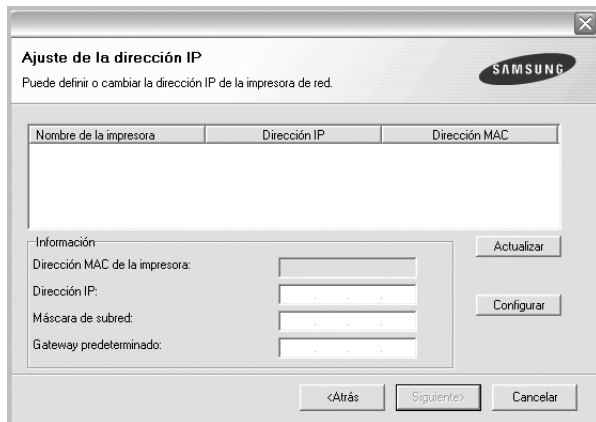 Ajuste de la dirección IP
Puede definir o cambiar la dirección IP de la impresora de red.
SAMSUNG
Nombre de la impresora Dirección IP Dirección MAC
Información
Actualizar
Dirección MAC de la impresora:
Dirección IP:
Configurar
Máscara de subred:
Gateway predeterminado:
<Atrás Siguiente> Cancelar